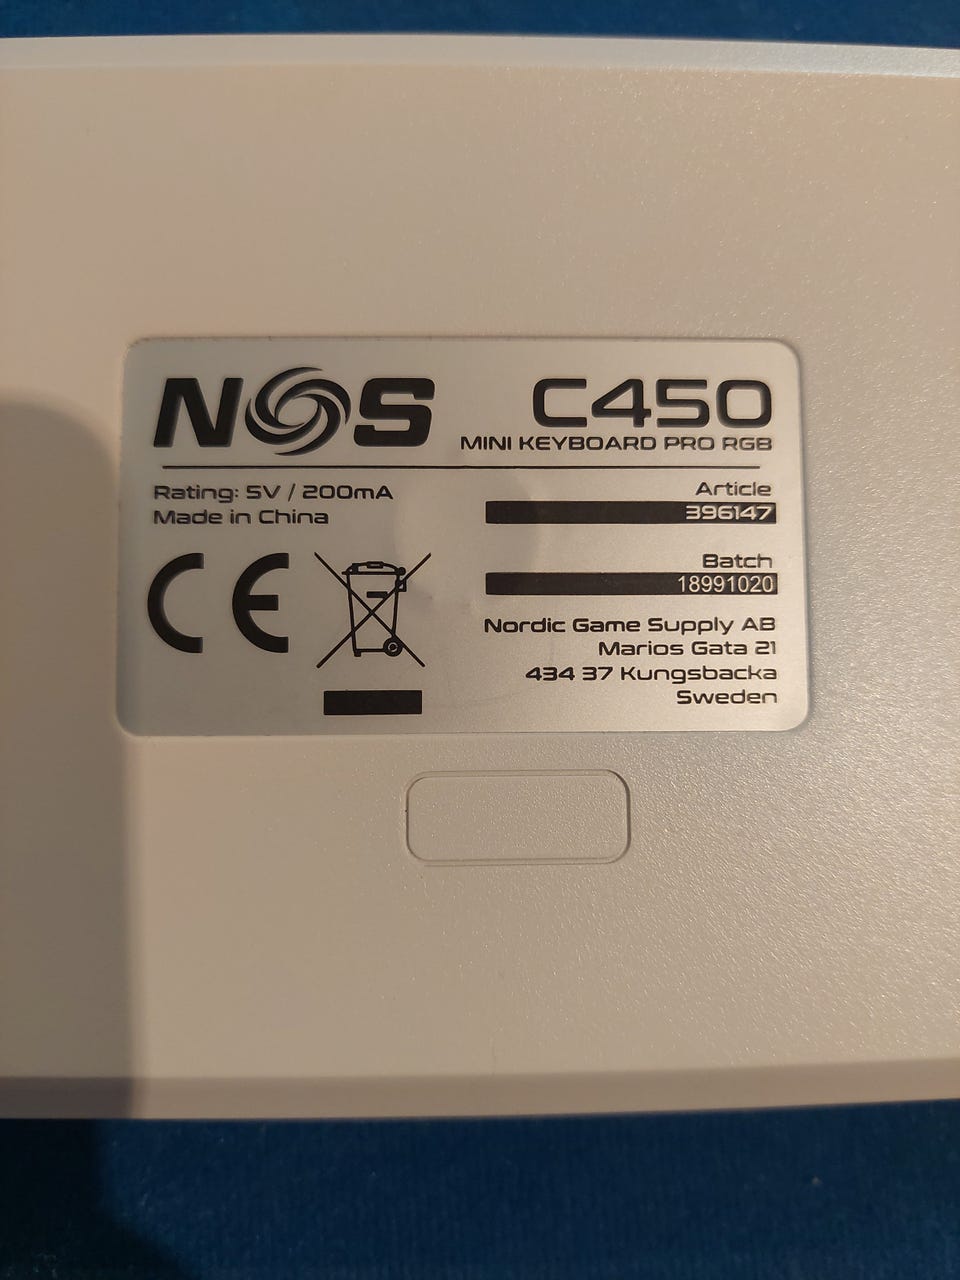 NOS
C450
MINI KEYBOARD PRO RGB
Rating: 5V / 200mA
Made in China
CE
Article
396147
Batch
18991020
Nordic Game Supply AB
Marios Gata 21
434 37 Kungsbacka
Sweden